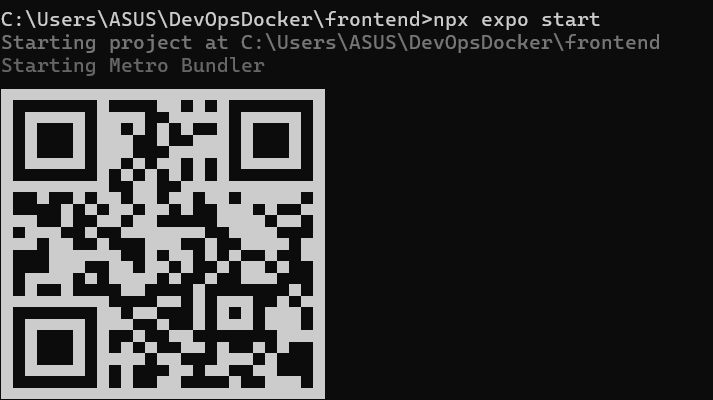 C:\Users\ASUS\DevOpsDocker\frontend>npx expo start
Starting project at C:\Users\ASUS\DevOpsDocker\frontend
Starting Metro Bundler